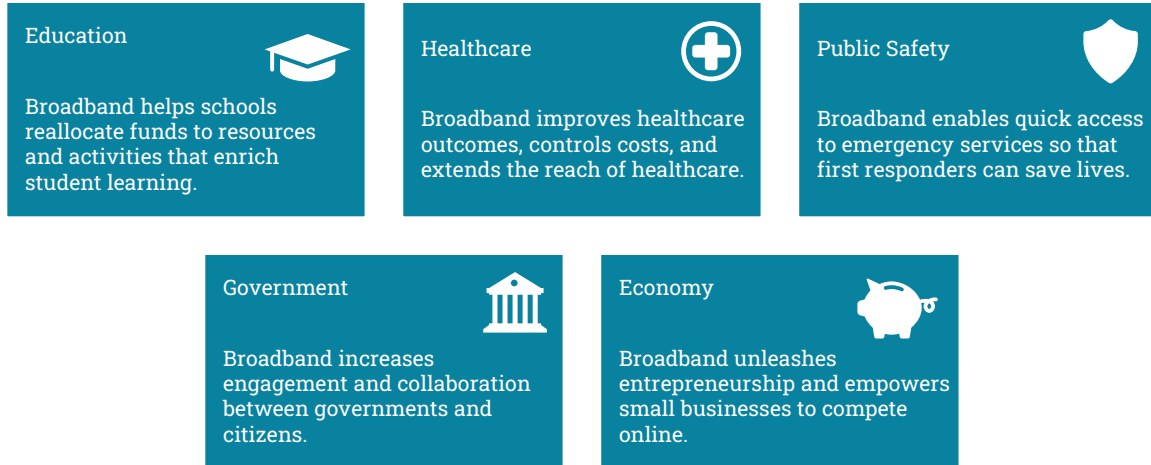 Education
Broadband helps schools
reallocate funds to resources
and activities that enrich
student learning.
Healthcare
Broadband improves healthcare
outcomes, controls costs, and
extends the reach of healthcare.
Public Safety
Broadband enables quick access
to emergency services so that
first responders can save lives.
Government
Broadband increases
engagement and collaboration
between governments and
citizens.
Economy
Broadband unleashes
entrepreneurship and empowers
small businesses to compete
online.